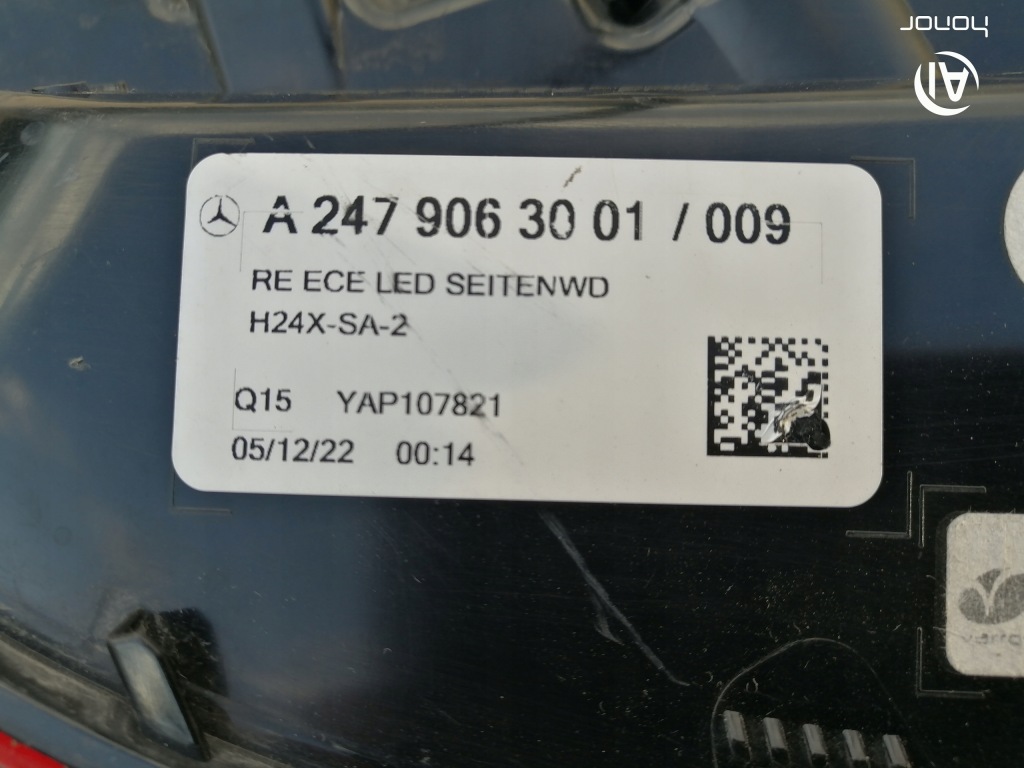 honor
AI
A 247 906 30 01 / 009
RE ECE LED SEITENWD
H24X-SA-2
Q15 YAP107821
05/12/22 00:14